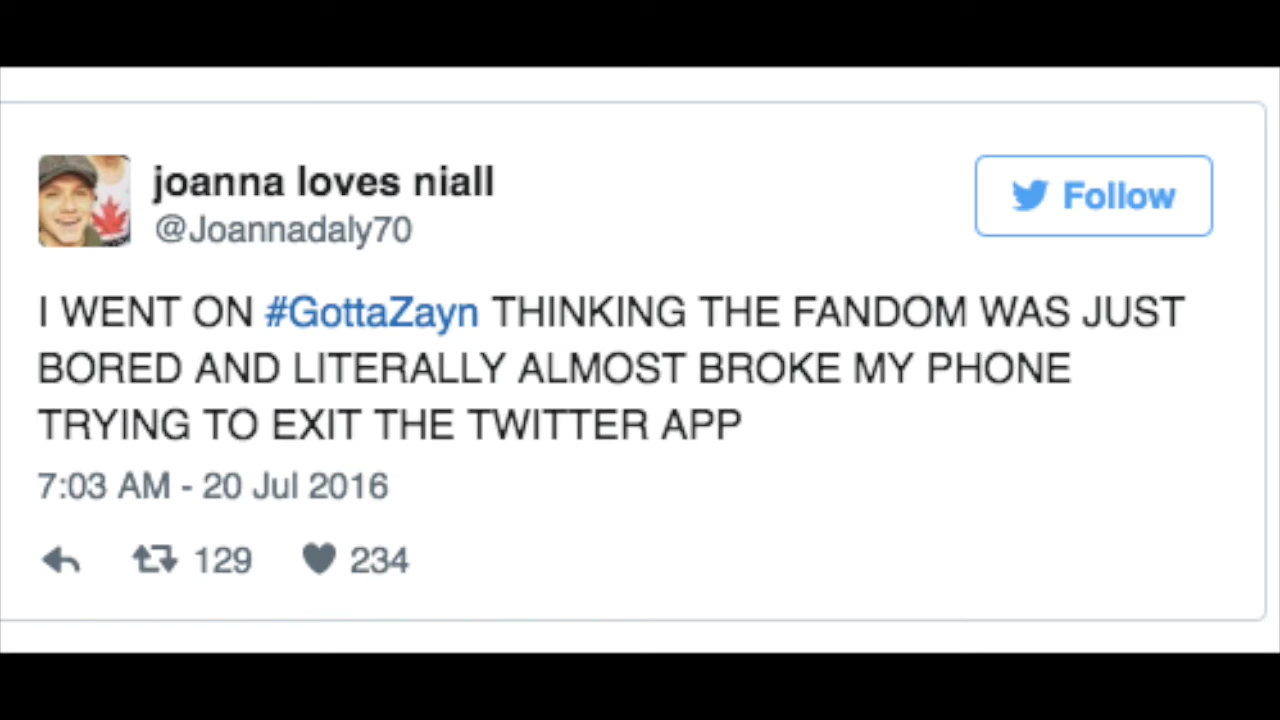 joanna loves niall
Follow
@Joannadaly70
I WENT ON #GottaZayn THINKING THE FANDOM WAS JUST
BORED AND LITERALLY ALMOST BROKE MY PHONE
TRYING TO EXIT THE TWITTER APP
7:03 AM - 20 Jul 2016
129 234